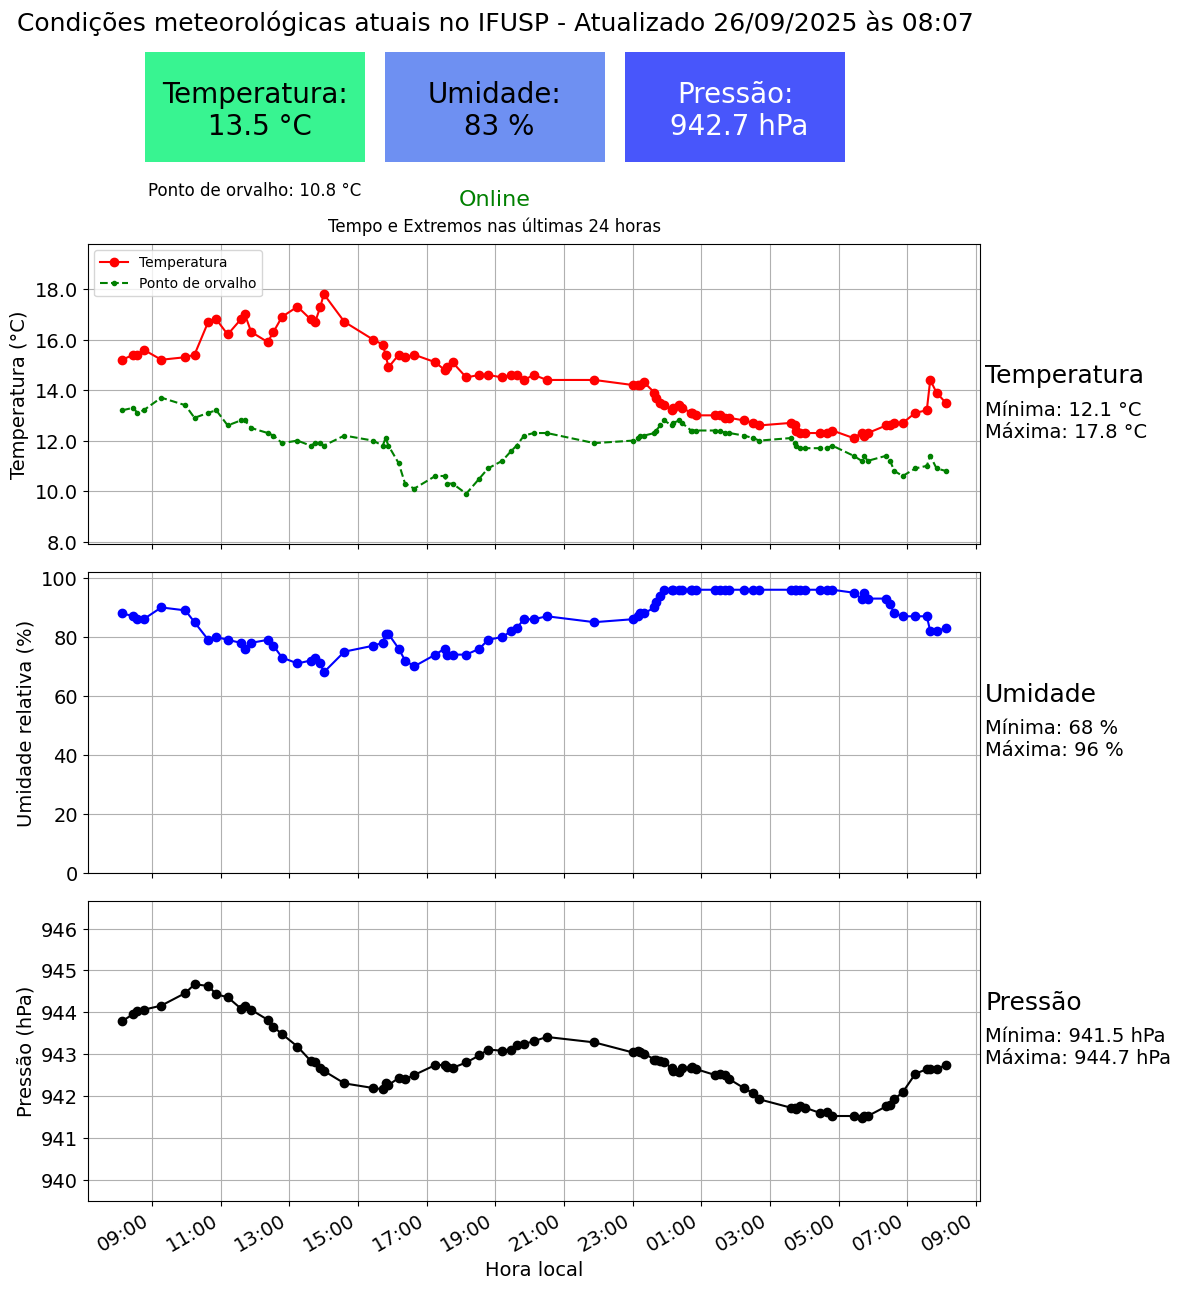 Condições meteorológicas atuais no IFUSP - Atualizado 26/09/2025 às 08:07
Temperatura:
13.5 °C
Umidade:
83 %
Pressão:
942.7 hPa
Ponto de orvalho: 10.8 °C
Online
Tempo e Extremos nas últimas 24 horas
Temperatura
Ponto de orvalho
Temperatura (°C)
18.0
16.0
14.0
12.0
10.0
8.0
Temperatura
Mínima: 12.1 °C
Máxima: 17.8 °C
Umidade relativa (%)
100
80
60
40
20
0
Umidade
Mínima: 68 %
Máxima: 96 %
Pressão (hPa)
946
945
944
943
942
941
940
Pressão
Mínima: 941.5 hPa
Máxima: 944.7 hPa
09:00 11:00 13:00 15:00 17:00 19:00 21:00 23:00 01:00 03:00 05:00 07:00 09:00
Hora local